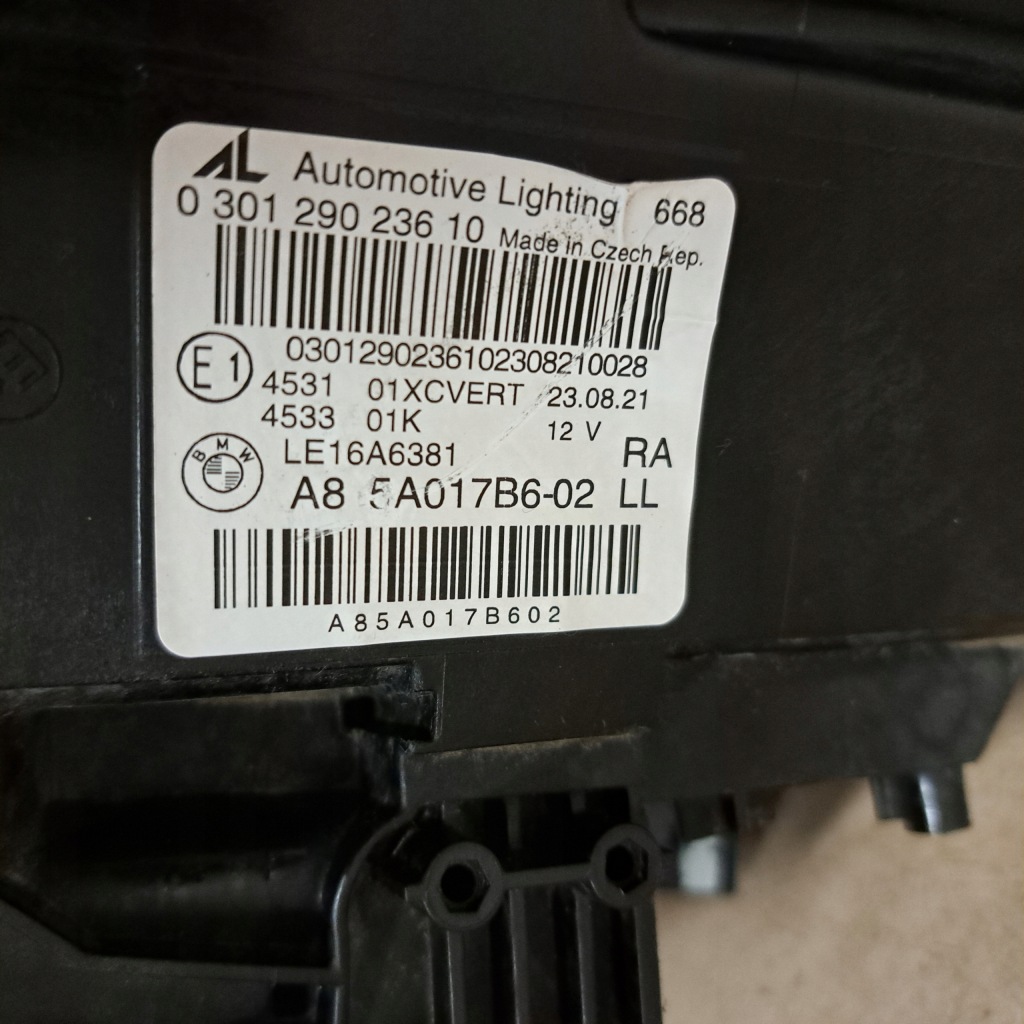 AL Automotive Lighting 668
0 301 290 236 10 Made in Czech Rep.
0301290236102308210028
E1 4531 01XCVERT 23.08.21
4533 01K 12 V
BMW LE16A6381 RA
A8 5A017B6-02 LL
A85A017B602